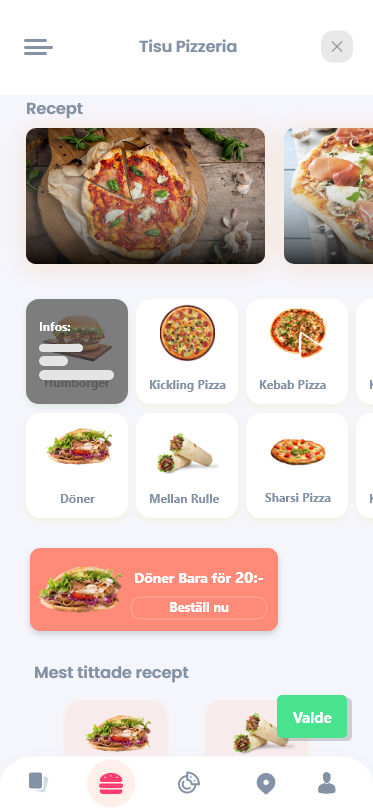 Tisu Pizzeria
Recept
Infos:
Humborger
Kickling Pizza
Kebab Pizza
Döner
Mellan Rulle
Sharsi Pizza
Döner Bara för 20:-
Beställ nu
Mest tittade recept
Valde